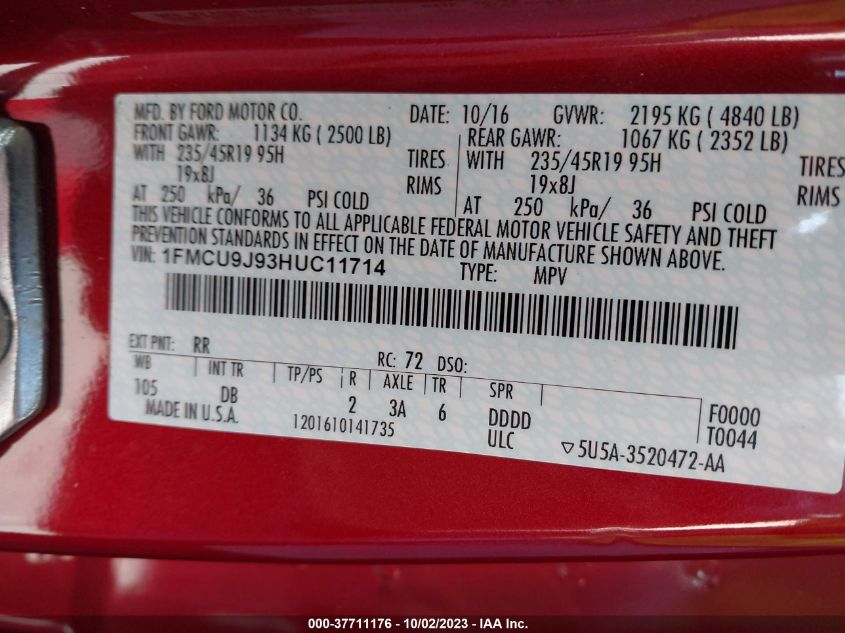 MFD. BY FORD MOTOR CO. DATE: 10/16 GVWR: 2195 KG ( 4840 LB)
FRONT GAWR: 1134 KG ( 2500 LB) REAR GAWR: 1067 KG ( 2352 LB)
WITH 235/45R19 95H TIRES WITH 235/45R19 95H TIRES
19x8J RIMS 19x8J RIMS
AT 250 kPa/ 36 PSI COLD AT 250 kPa/ 36 PSI COLD
THIS VEHICLE CONFORMS TO ALL APPLICABLE FEDERAL MOTOR VEHICLE SAFETY AND THEFT
PREVENTION STANDARDS IN EFFECT ON THE DATE OF MANUFACTURE SHOWN ABOVE.
VIN: 1FMCU9J93HUC11714 TYPE: MPV
EXT PNT: RR RC: 72 DSO:
WB INT TR TP/PS R AXLE TR SPR
105 DB 2 3A 6 DDDD F0000
MADE IN U.S.A. 1201610141735 ULC T0044
▽5U5A-3520472-AA
000-37711176 - 10/02/2023 - IAA Inc.